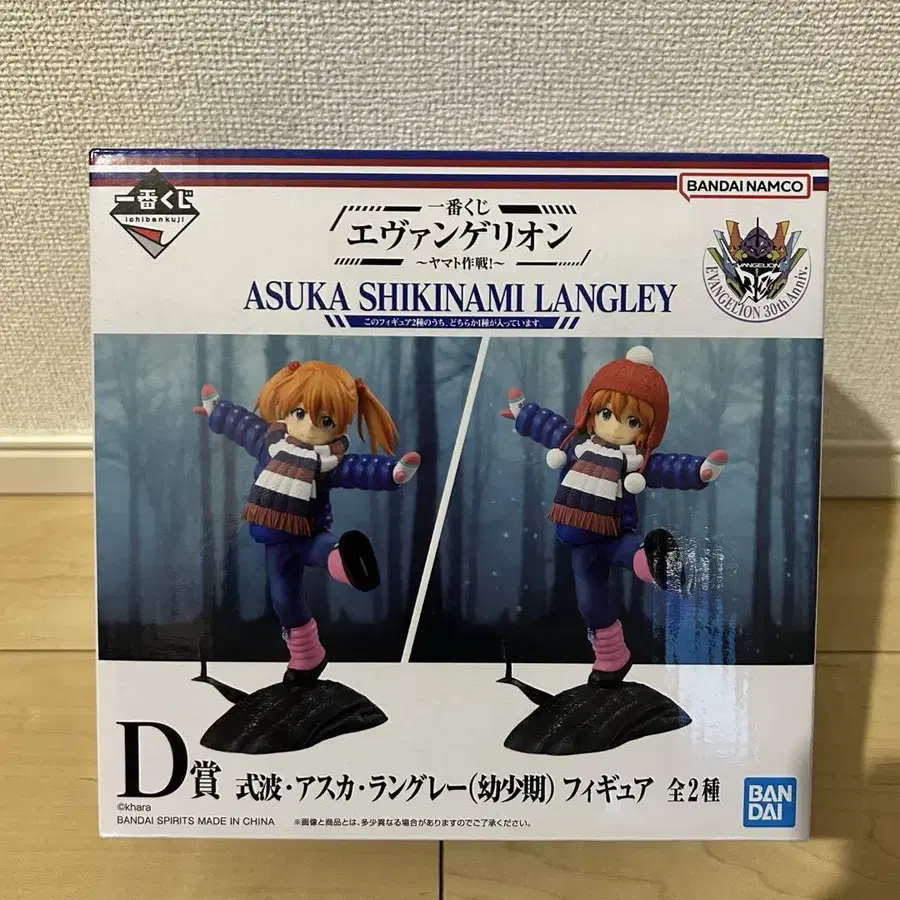 一番くじ
ichibankuji
一番くじ
エヴァンゲリオン
～ヤマト作戦!～
BANDAI NAMCO
EVANGELION
EVANGELION 30th Anniv.
ASUKA SHIKINAMI LANGLEY
このフィギュア2種のうち、どちらか1種が入っています。
D賞 式波・アスカ・ラングレー(幼少期) フィギュア 全2種
©khara
BANDAI SPIRITS MADE IN CHINA
※画像と商品とは、多少異なる場合がありますのでご了承ください。
BAN
DAI